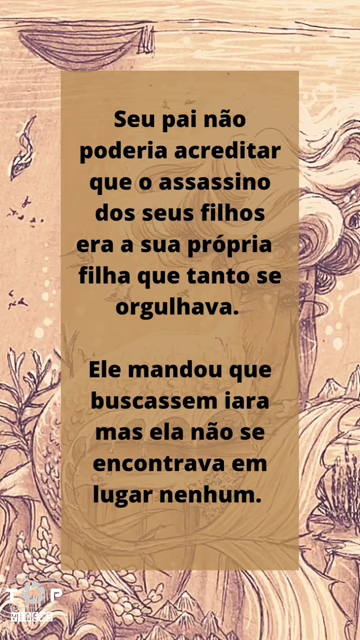 Seu pai não
poderia acreditar
que o assassino
dos seus filhos
era a sua própria
filha que tanto se
orgulhava.
Ele mandou que
buscassem iara
mas ela não se
encontrava em
lugar nenhum.